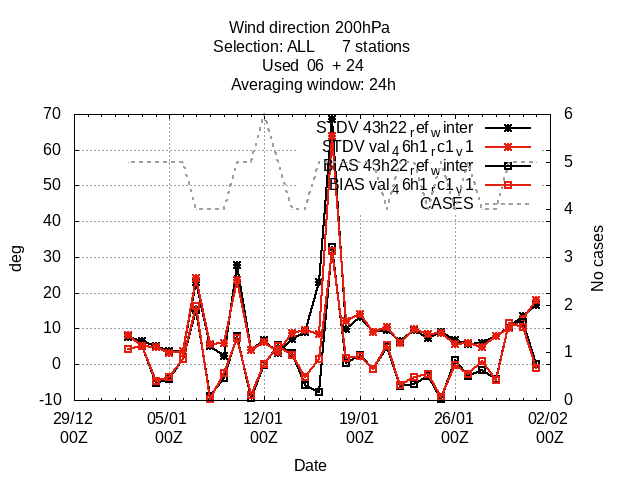 Wind direction 200hPa
Selection: ALL 7 stations
Used 06 + 24
Averaging window: 24h
STDV 43h22_ref_winter
STDV val_46h1_rc1_v1
BIAS 43h22_ref_winter
BIAS val_46h1_rc1_v1
CASES
deg
70
60
50
40
30
20
10
0
-10
6
5
4
3
2
1
0
No cases
29/12 05/01 12/01 19/01 26/01 02/02
00Z 00Z 00Z 00Z 00Z 00Z
Date